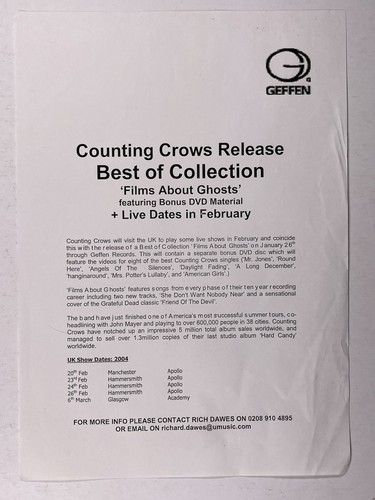 GEFFEN
Counting Crows Release
Best of Collection
‘Films About Ghosts’
featuring Bonus DVD Material
+ Live Dates in February
Counting Crows will visit the UK to play some live shows in February and coincide
this with the release of a Best of Collection ‘Films About Ghosts’ on January 26th
through Geffen Records. This will contain a separate bonus DVD disc which will
feature the videos for eight of the best Counting Crows singles (‘Mr. Jones’, ‘Round
Here’, ‘Angels Of The Silences’, ‘Daylight Fading’, ‘A Long December’,
‘hanginaround’, ‘Mrs. Potter’s Lullaby’, and ‘American Girls’.)
‘Films About Ghosts’ features songs from every phase of their ten year recording
career including two new tracks, ‘She Don’t Want Nobody Near’ and a sensational
cover of the Grateful Dead classic ‘Friend Of The Devil’.
The band have just finished one of America’s most successful summer tours, co-
headlining with John Mayer and playing to over 600,000 people in 38 cities. Counting
Crows have notched up an impressive 5 million total album sales worldwide, and
managed to sell over 1.3million copies of their last studio album ‘Hard Candy’
worldwide.
UK Show Dates: 2004
20th Feb Manchester Apollo
23rd Feb Hammersmith Apollo
24th Feb Hammersmith Apollo
26th Feb Hammersmith Apollo
6th March Glasgow Academy
FOR MORE INFO PLEASE CONTACT RICH DAWES ON 0208 910 4895
OR EMAIL ON richard.dawes@umusic.com